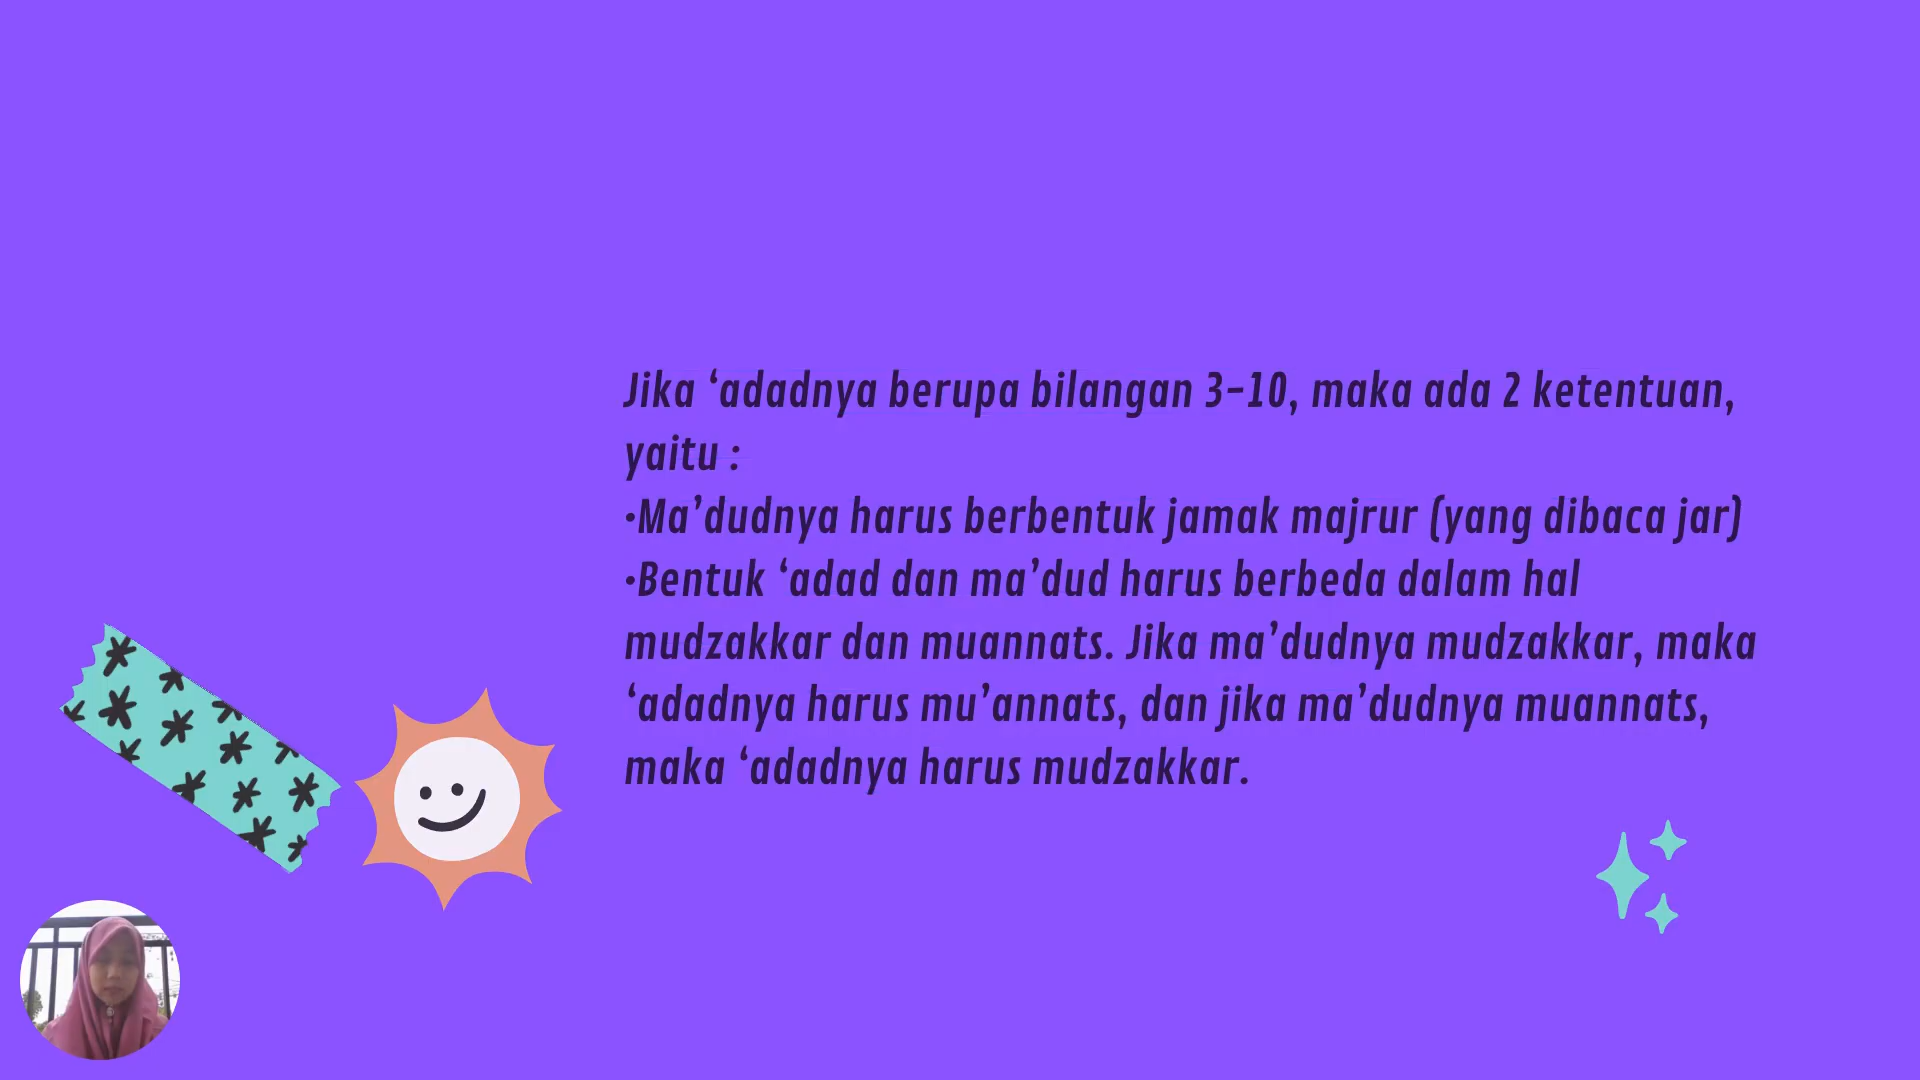 Jika ‘adadnya berupa bilangan 3-10, maka ada 2 ketentuan,
yaitu :
•Ma’dudnya harus berbentuk jamak majrur (yang dibaca jar)
•Bentuk ‘adad dan ma’dud harus berbeda dalam hal
mudzakkar dan muannats. Jika ma’dudnya mudzakkar, maka
‘adadnya harus mu’annats, dan jika ma’dudnya muannats,
maka ‘adadnya harus mudzakkar.